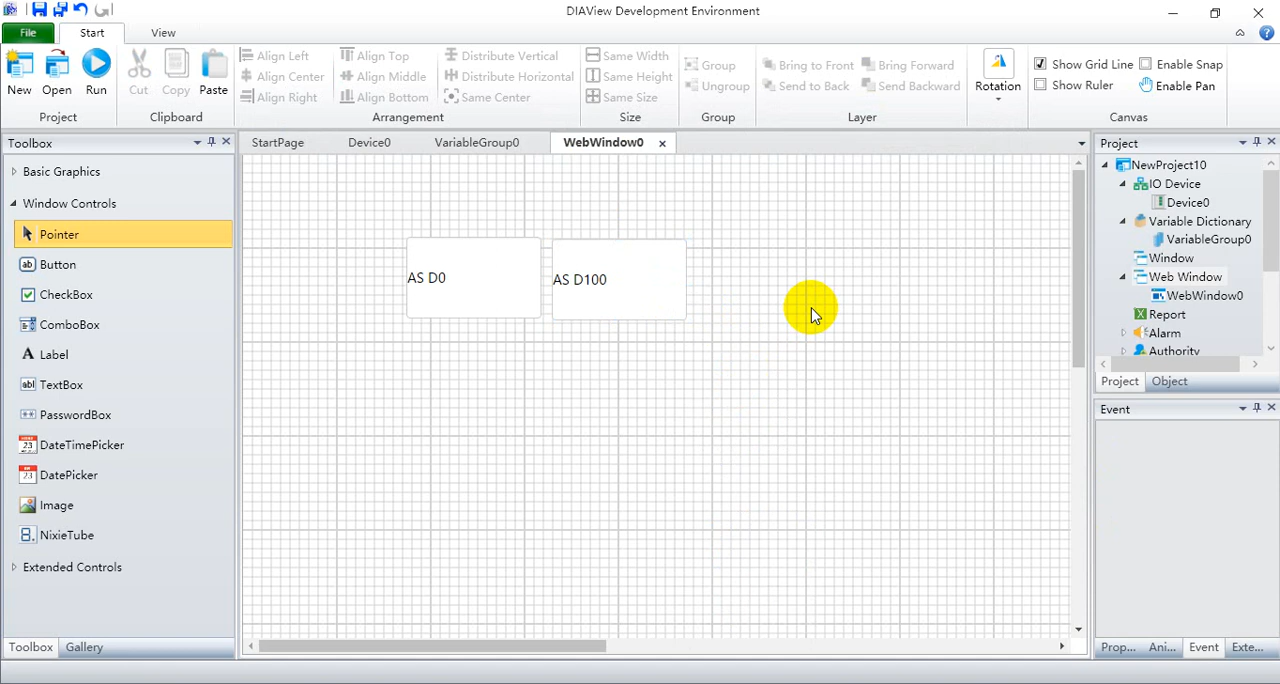 DIAView Development Environment
File Start View
New Open Run
Project
Cut Copy Paste
Clipboard
Align Left Align Top Distribute Vertical
Align Center Align Middle Distribute Horizontal
Align Right Align Bottom Same Center
Arrangement
Same Width
Same Height
Same Size
Size
Group
Ungroup
Group
Bring to Front Bring Forward
Send to Back Send Backward
Layer
Rotation
Show Grid Line Enable Snap
Show Ruler Enable Pan
Canvas
Toolbox
Basic Graphics
Window Controls
Pointer
ab Button
CheckBox
ComboBox
A Label
abl TextBox
PasswordBox
23 DateTimePicker
23 DatePicker
Image
8. NixieTube
Extended Controls
Toolbox Gallery
StartPage Device0 VariableGroup0 WebWindow0 x
AS D0 AS D100
Project
NewProject10
IO Device
Device0
Variable Dictionary
VariableGroup0
Window
Web Window
WebWindow0
Report
Alarm
Authority
Project Object
Event
Prop... Ani... Event Exte...